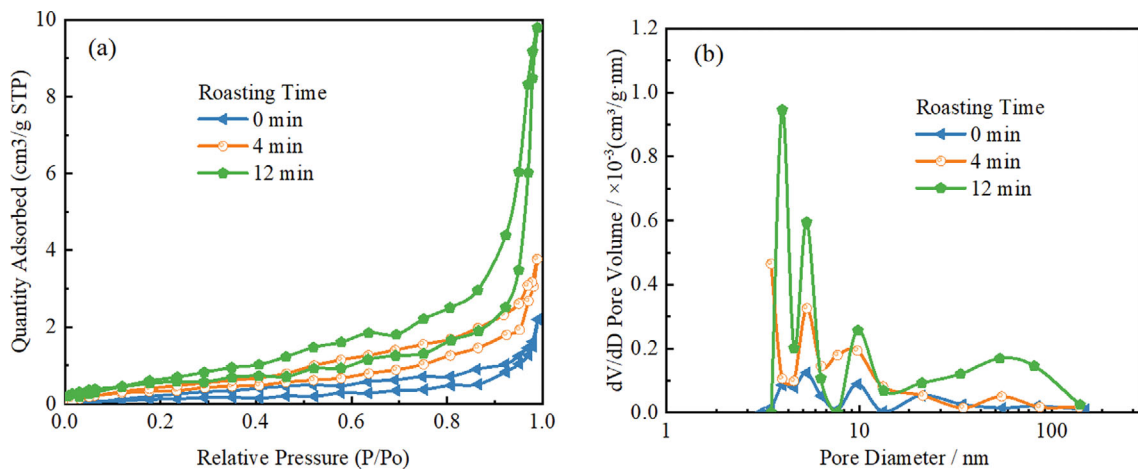 (a)
Quantity Adsorbed (cm3/g STP)
10
8
6
4
2
0
Roasting Time
0 min
4 min
12 min
0.0 0.2 0.4 0.6 0.8 1.0
Relative Pressure (P/Po)
(b)
dV/dD Pore Volume / ×10⁻³(cm³/g·nm)
1.2
1.0
0.8
0.6
0.4
0.2
0.0
Roasting Time
0 min
4 min
12 min
1 10 100
Pore Diameter / nm